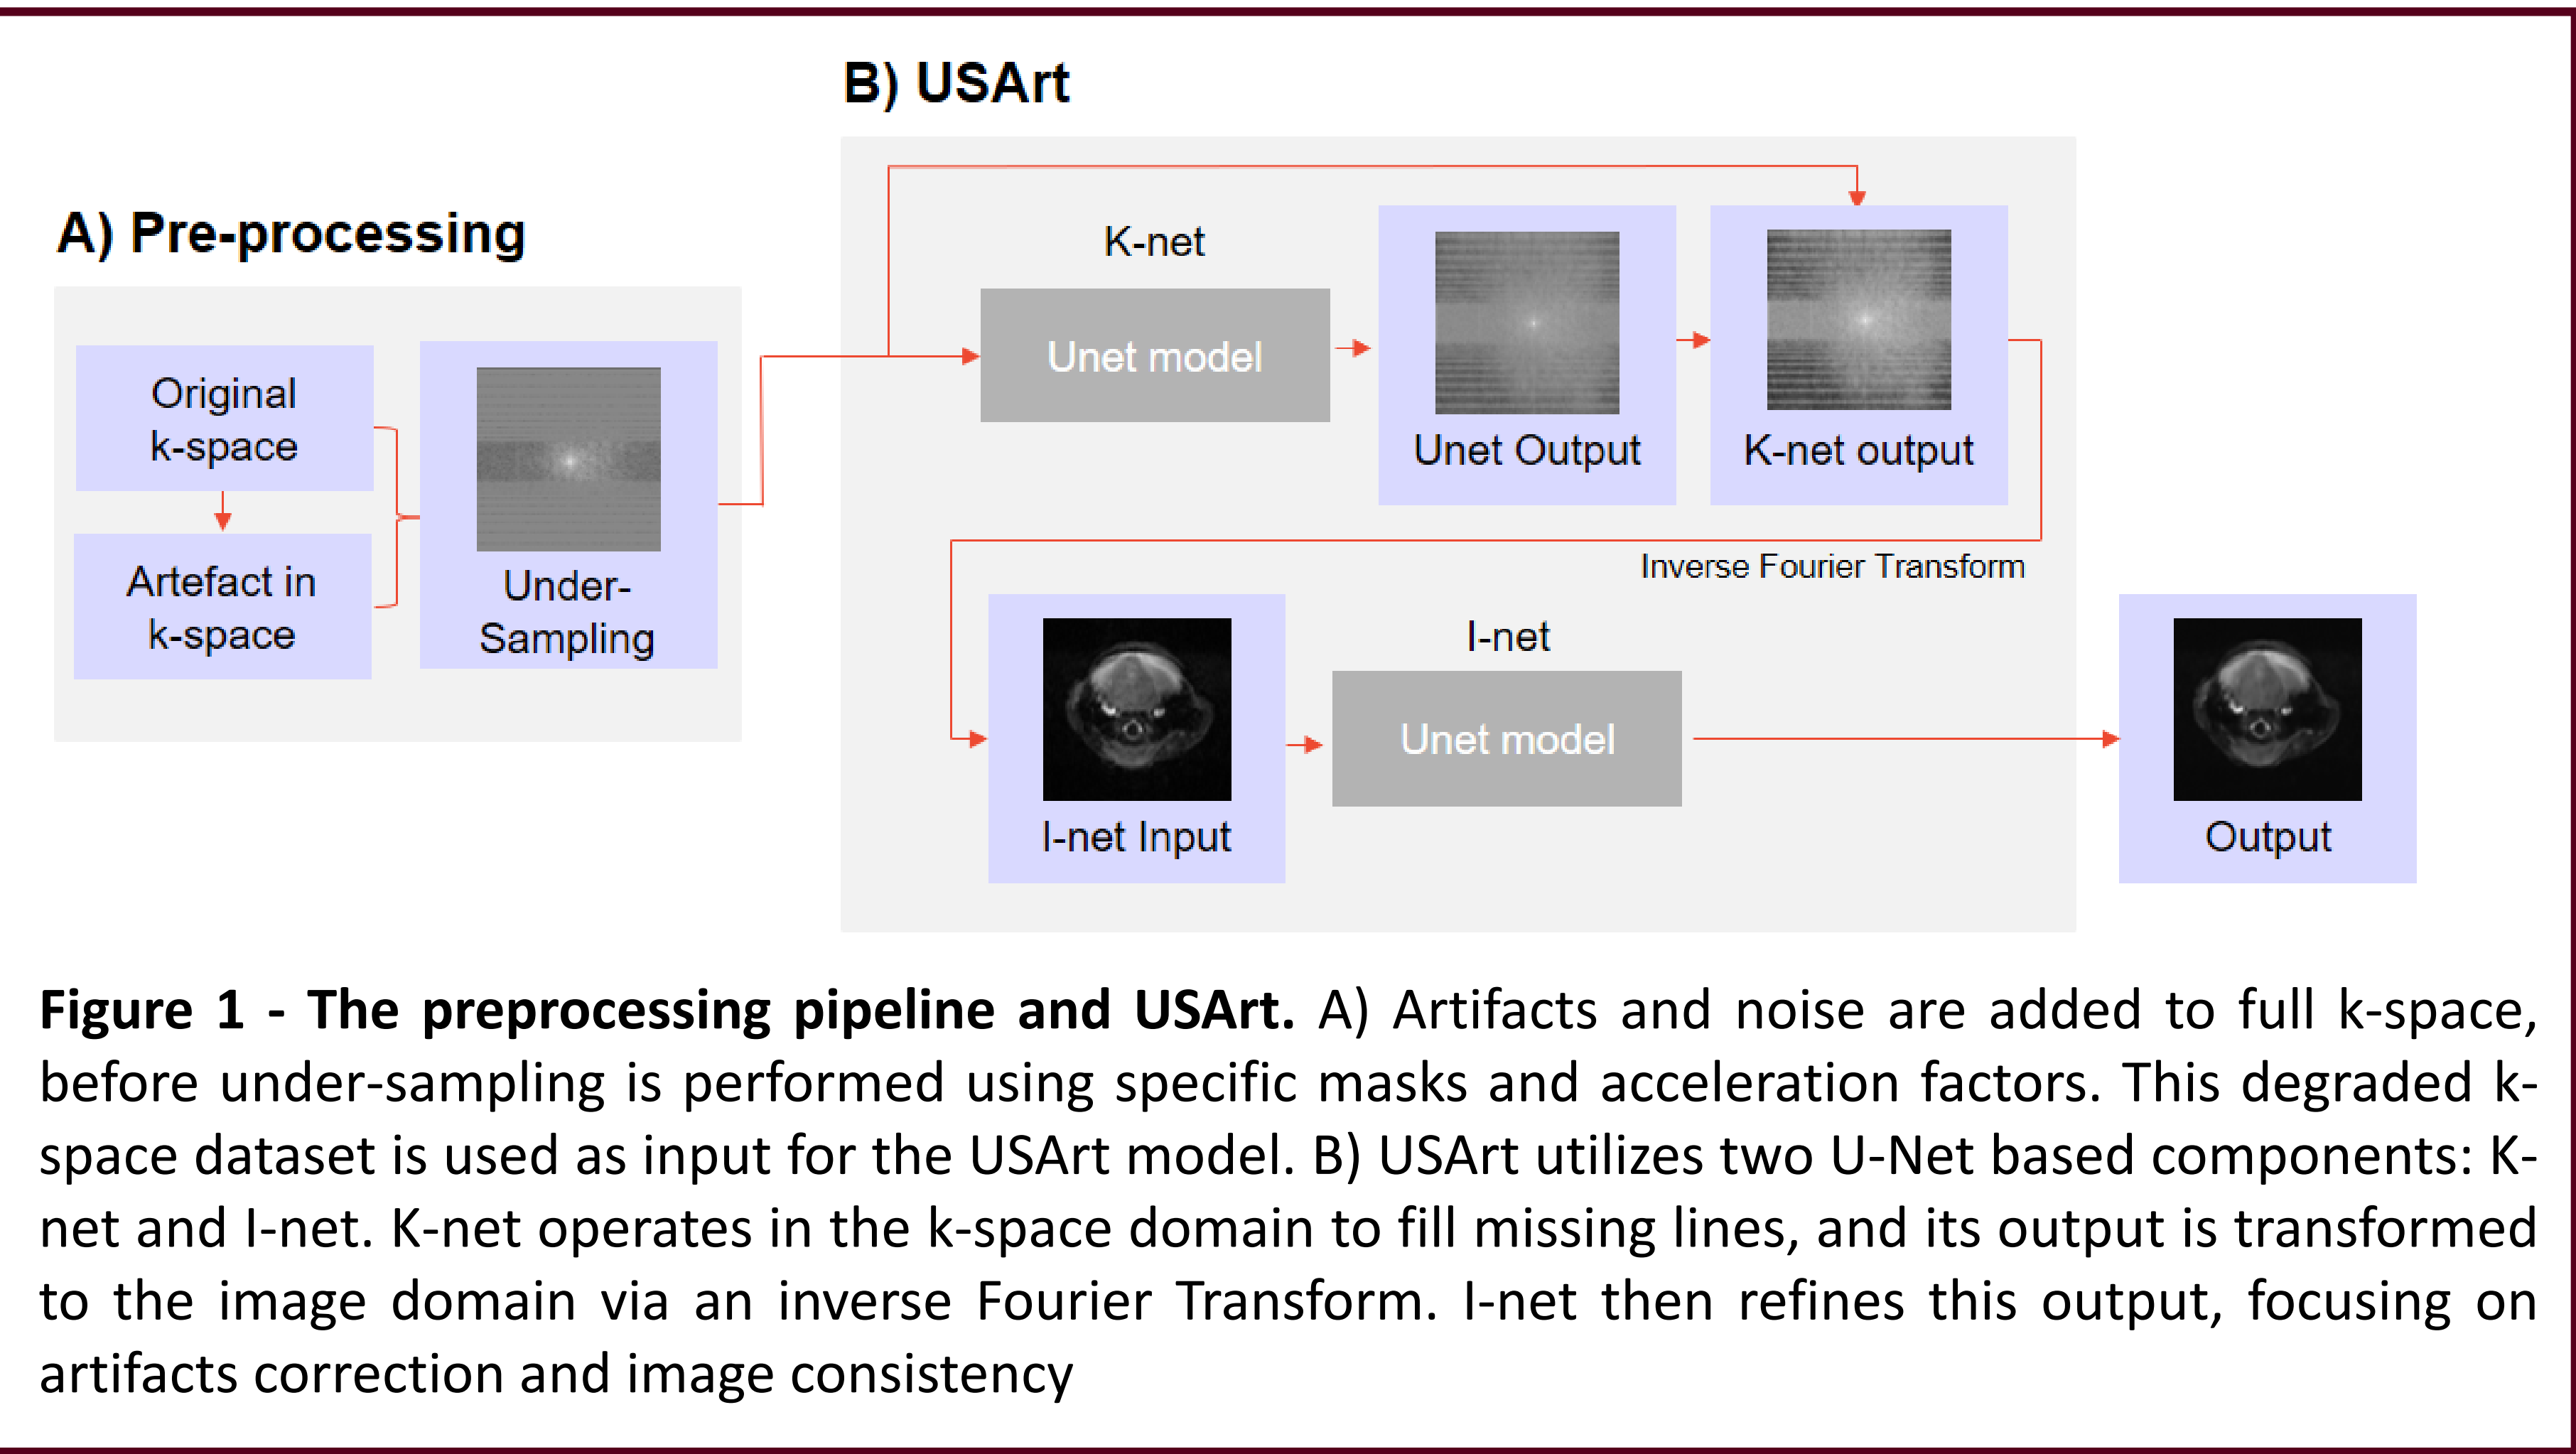 A) Pre-processing
Original
k-space
Artefact in
k-space
Under-
Sampling
B) USArt
K-net
Unet model
Unet Output
K-net output
Inverse Fourier Transform
I-net Input
I-net
Unet model
Output
Figure 1 - The preprocessing pipeline and USArt. A) Artifacts and noise are added to full k-space,
before under-sampling is performed using specific masks and acceleration factors. This degraded k-
space dataset is used as input for the USArt model. B) USArt utilizes two U-Net based components: K-
net and I-net. K-net operates in the k-space domain to fill missing lines, and its output is transformed
to the image domain via an inverse Fourier Transform. I-net then refines this output, focusing on
artifacts correction and image consistency